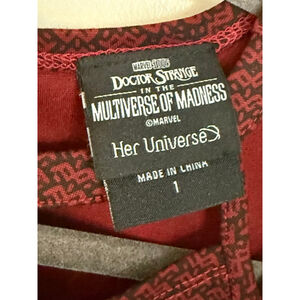 MARVEL STUDIOS
DOCTOR STRANGE
IN THE
MULTIVERSE OF MADNESS
©MARVEL
Her Universe
MADE IN CHINA
1